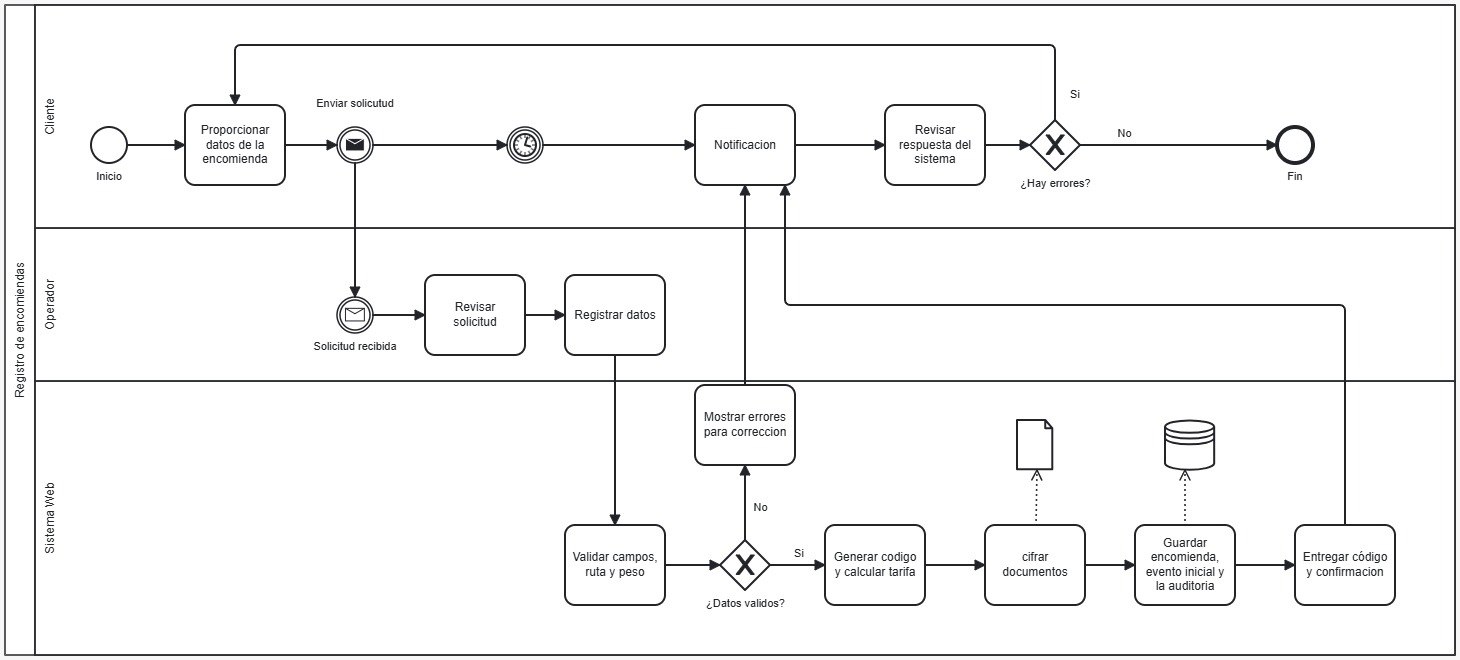 Registro de encomiendas
Cliente
Inicio
Proporcionar
datos de la
encomienda
Enviar solicutud
Notificacion
Revisar
respuesta del
sistema
Si
¿Hay errores?
No
Fin
Operador
Solicitud recibida
Revisar
solicitud
Registrar datos
Sistema Web
Mostrar errores
para correccion
Validar campos,
ruta y peso
No
¿Datos validos?
Si
Generar codigo
y calcular tarifa
cifrar
documentos
Guardar
encomienda,
evento inicial y
la auditoria
Entregar código
y confirmacion